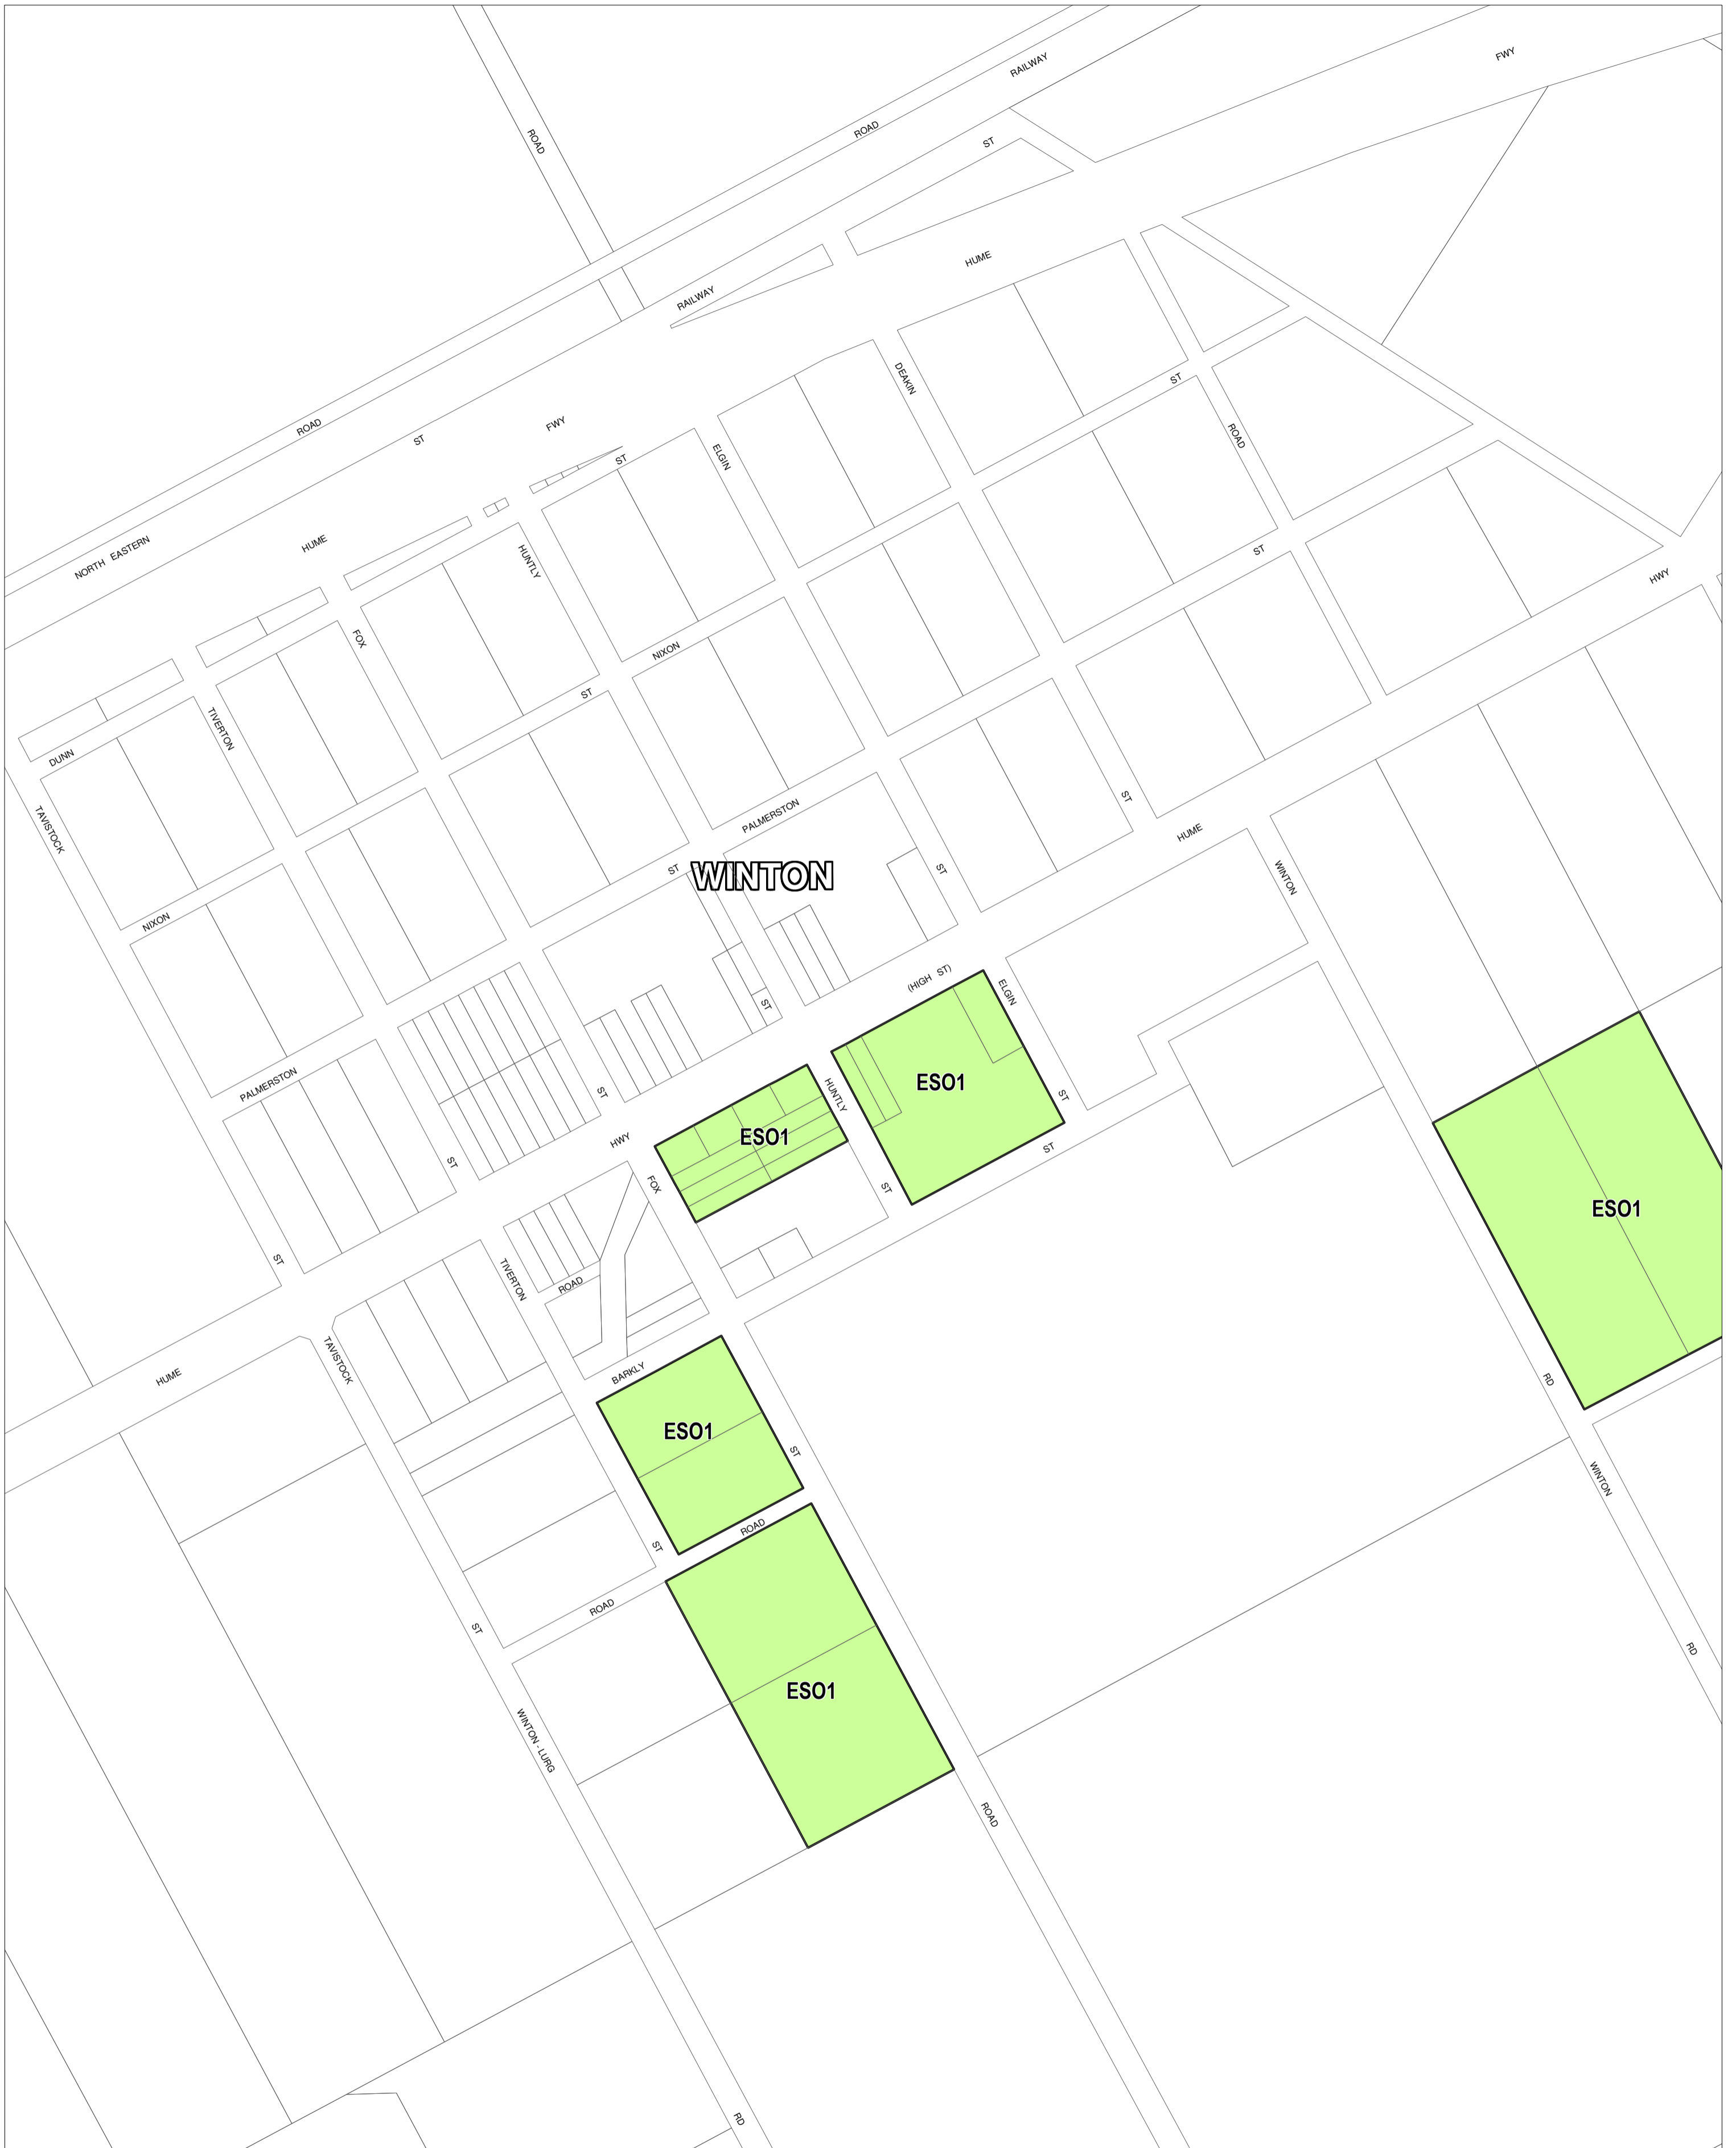 RAILWAY
FWY
ROAD
ROAD
ST
HUME
RAILWAY
DEAKIN
ST
ROAD
ROAD
ST
FWY
ELGIN
ST
HUME
NORTH EASTERN
HUNTLY
ST
HWY
FOX
NIXON
ST
TIVERTON
DUNN
TAVISTOCK
ST
PALMERSTON
HUME
ST
WINTON
ST
WINTON
NIXON
(HIGH ST)
ELGIN
ST
ESO1
PALMERSTON
ST
HUNTLY
ST
ESO1
HWY
ST
ST
FOX
ST
ESO1
ST
TIVERTON
ROAD
TAVISTOCK
HUME
BARKLY
RD
ESO1
ST
WINTON
ROAD
ST
ROAD
ST
RD
ESO1
WINTON - LURG
ROAD
RD